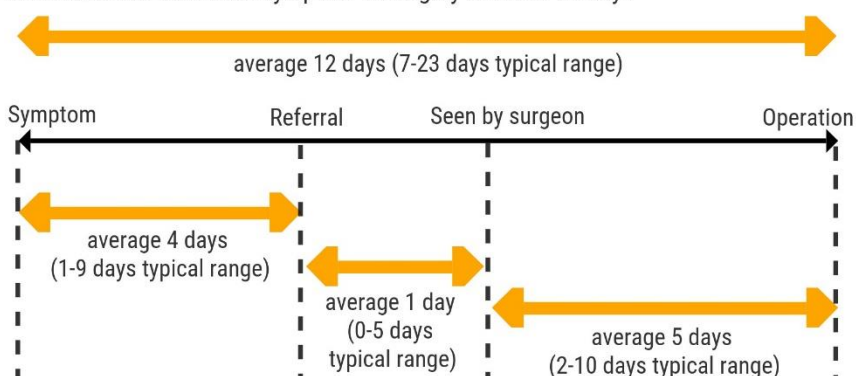 average 12 days (7-23 days typical range)
Symptom
Referral
Seen by surgeon
Operation
average 4 days
(1-9 days typical range)
average 1 day
(0-5 days
typical range)
average 5 days
(2-10 days typical range)